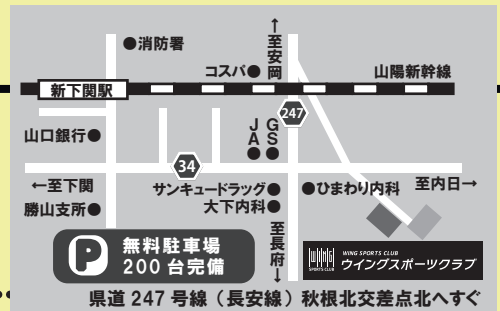 ↑至安岡
●消防署
コスパ●
山陽新幹線
新下関駅
247
山口銀行●
JA●
GS●
34
←至下関
サンキュードラッグ●
●ひまわり内科
至内日→
勝山支所●
大下内科●
至長府↓
P
無料駐車場
200台完備
WING SPORTS CLUB
ウイングスポーツクラブ
SPORTS CLUB
県道247号線（長安線）秋根北交差点北へすぐ